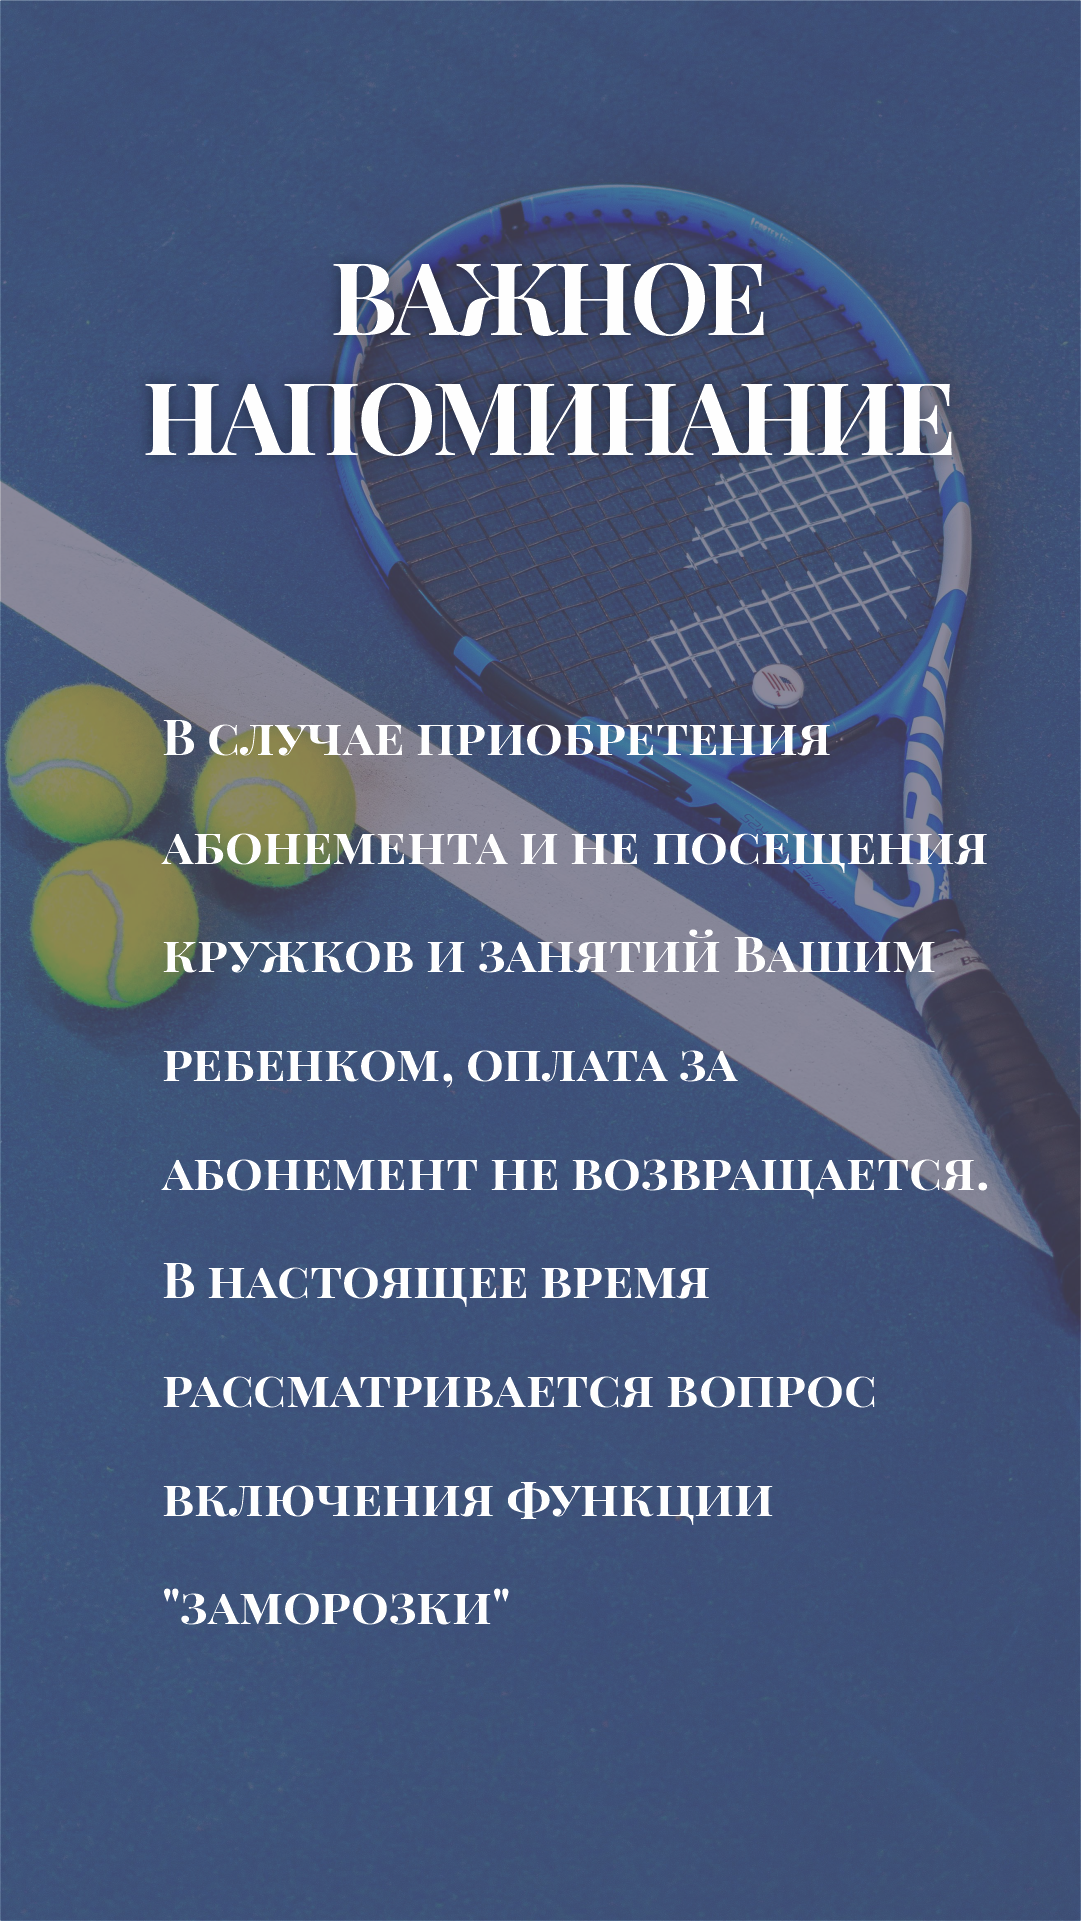 ВАЖНОЕ
НАПОМИНАНИЕ
В случае приобретения
абонемента и не посещения
кружков и занятий Вашим
ребенком, оплата за
абонемент не возвращается.
В настоящее время
рассматривается вопрос
включения функции
"заморозки"